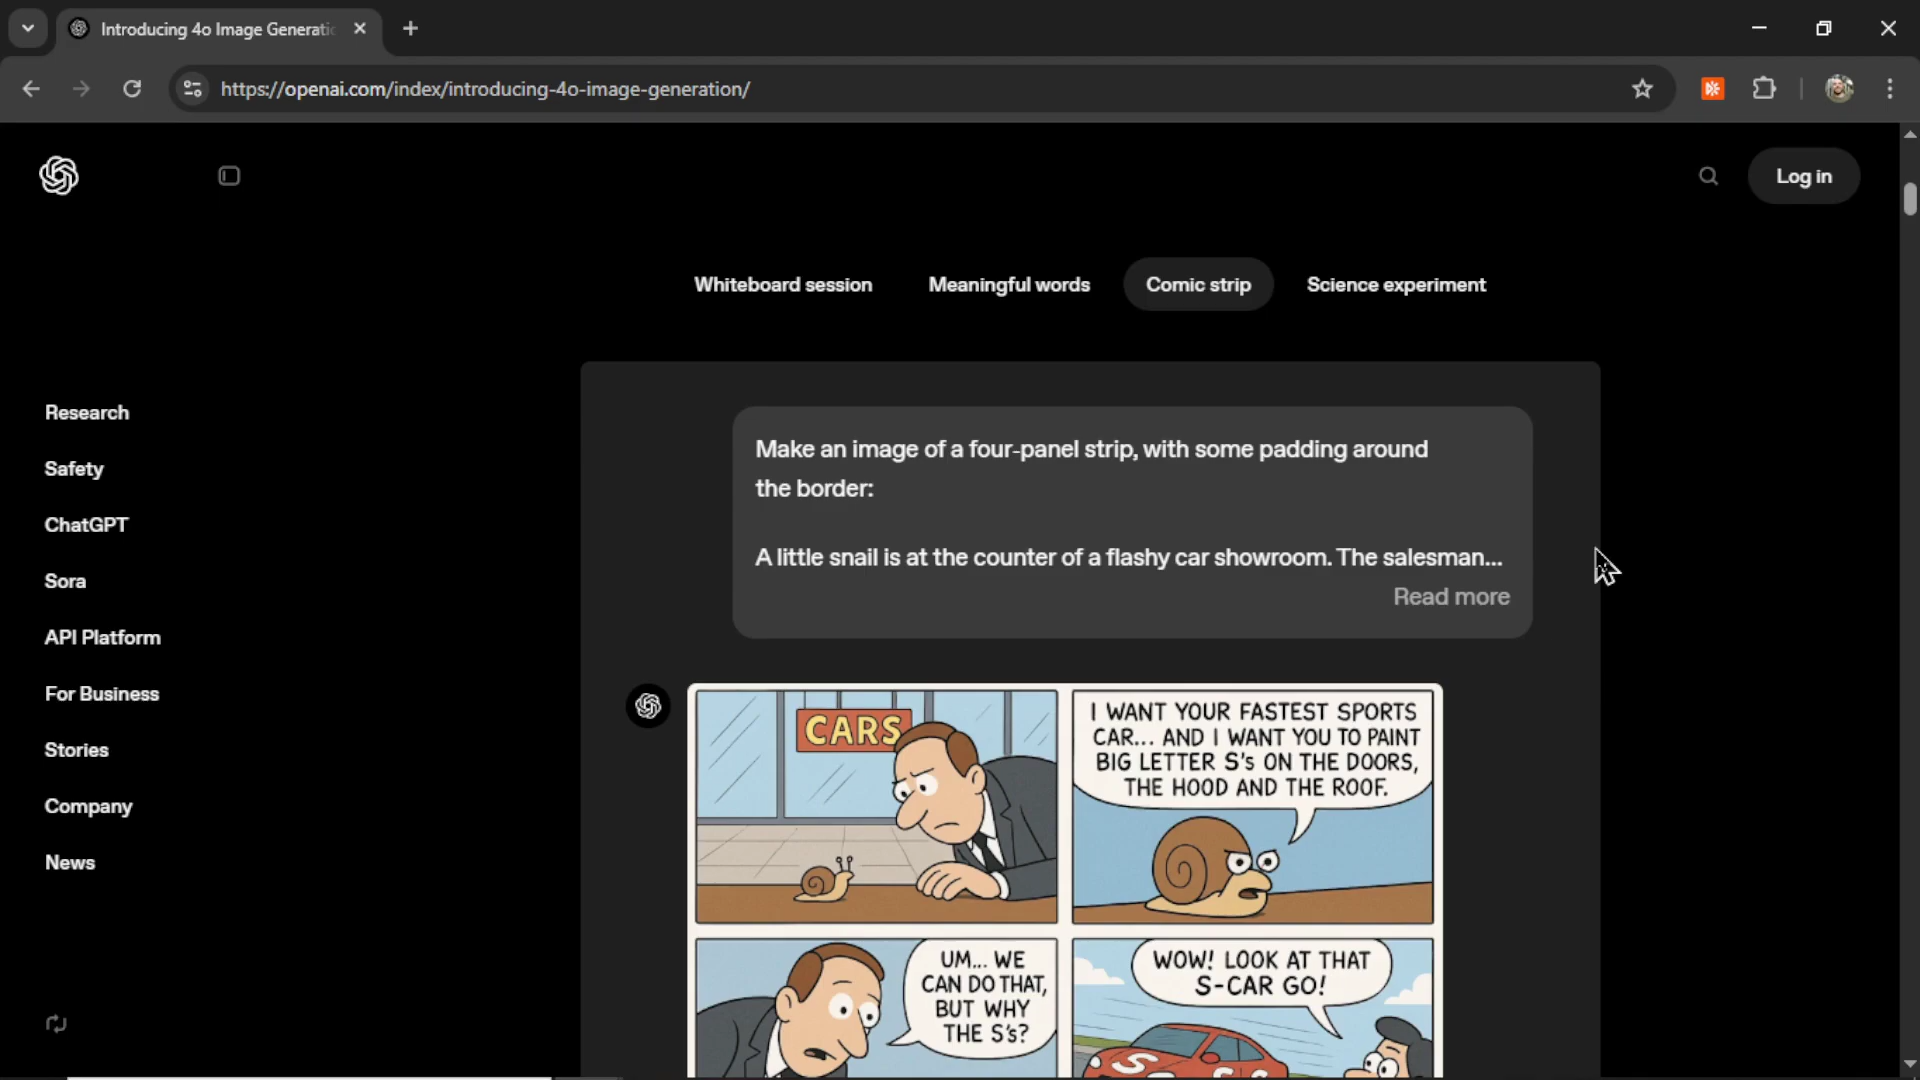 Introducing 4o Image Generati
https://openai.com/index/introducing-4o-image-generation/
Log in
Whiteboard session
Meaningful words
Comic strip
Science experiment
Research
Safety
ChatGPT
Sora
API Platform
For Business
Stories
Company
News
Make an image of a four-panel strip, with some padding around
the border:
A little snail is at the counter of a flashy car showroom. The salesman...
Read more
CARS
I WANT YOUR FASTEST SPORTS
CAR... AND I WANT YOU TO PAINT
BIG LETTER S's ON THE DOORS,
THE HOOD AND THE ROOF.
UM... WE
CAN DO THAT,
BUT WHY
THE S's?
WOW! LOOK AT THAT
S-CAR GO!
S
S
S